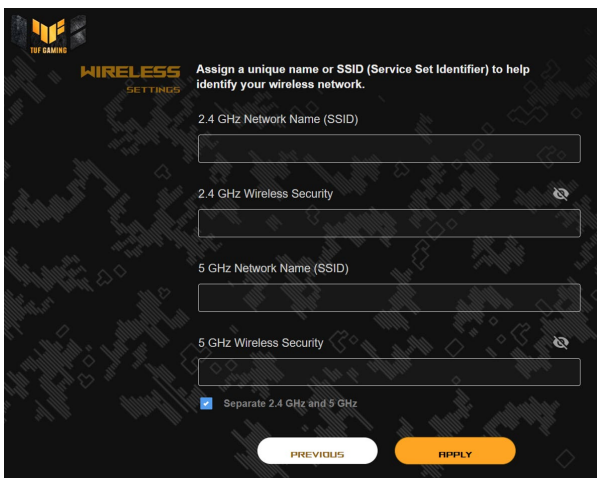 TUF GAMING
WIRELESS
SETTINGS
Assign a unique name or SSID (Service Set Identifier) to help
identify your wireless network.
2.4 GHz Network Name (SSID)
2.4 GHz Wireless Security
5 GHz Network Name (SSID)
5 GHz Wireless Security
Separate 2.4 GHz and 5 GHz
PREVIOUS
APPLY